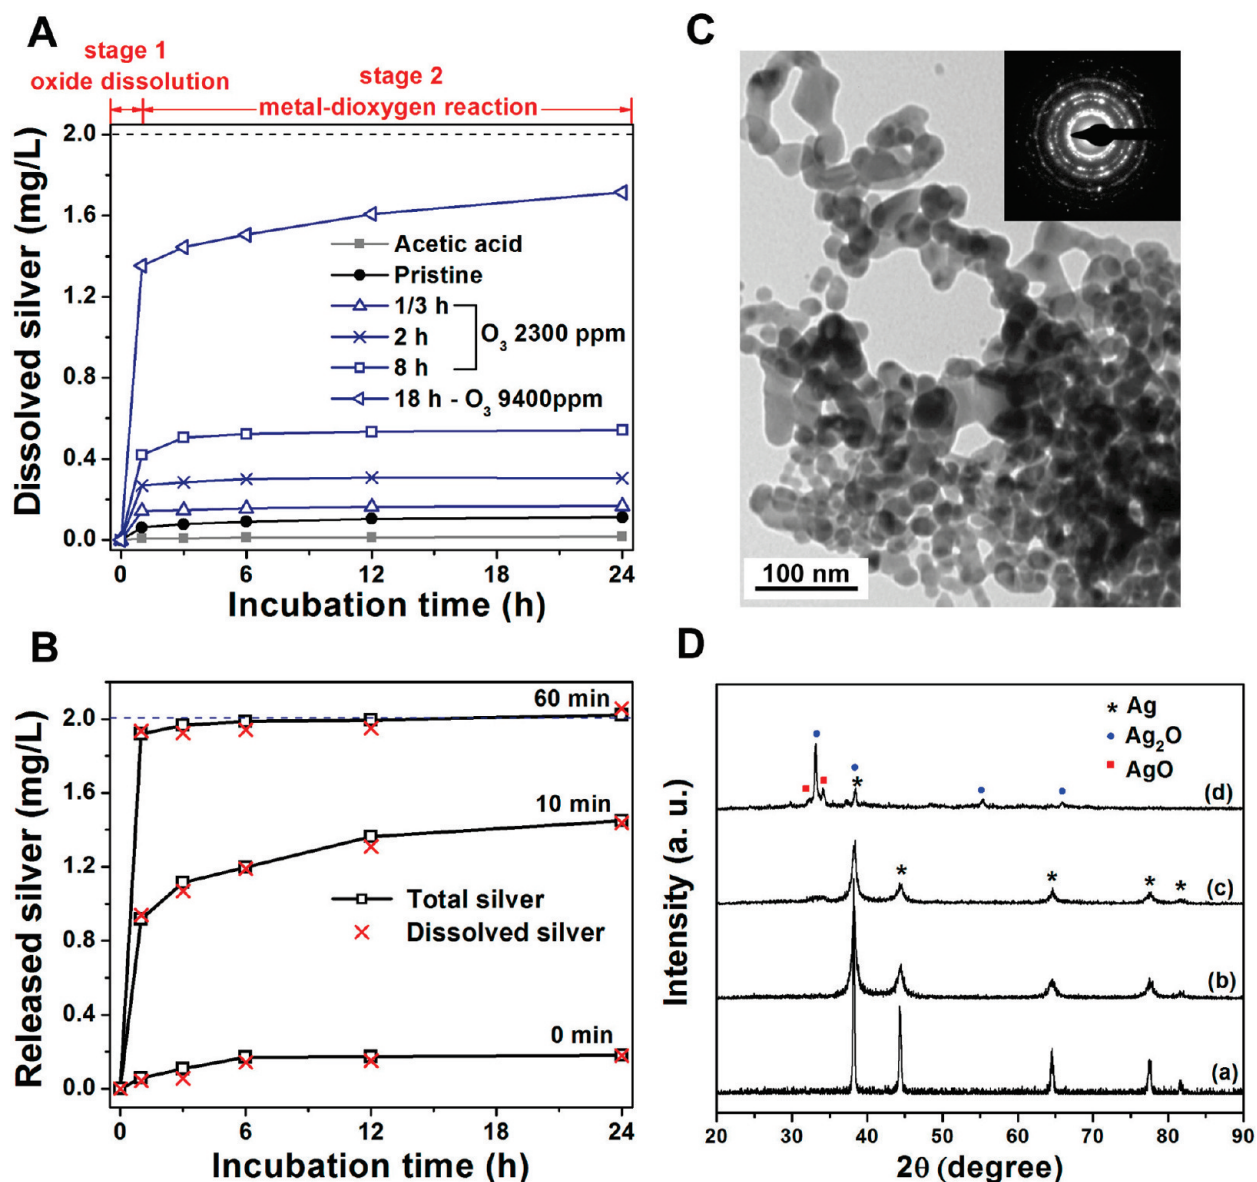 A
stage 1
oxide dissolution
stage 2
metal-dioxygen reaction
Dissolved silver (mg/L)
2.0
1.6
1.2
0.8
0.4
0.0
Acetic acid
Pristine
1/3 h
2 h
8 h
O3 2300 ppm
18 h - O3 9400ppm
0
6
12
18
24
Incubation time (h)
B
Released silver (mg/L)
2.0
1.6
1.2
0.8
0.4
0.0
60 min
10 min
Total silver
Dissolved silver
0 min
0
6
12
18
24
Incubation time (h)
C
100 nm
D
Intensity (a. u.)
* Ag
Ag2O
AgO
(d)
(c)
(b)
(a)
20
30
40
50
60
70
80
90
2θ (degree)